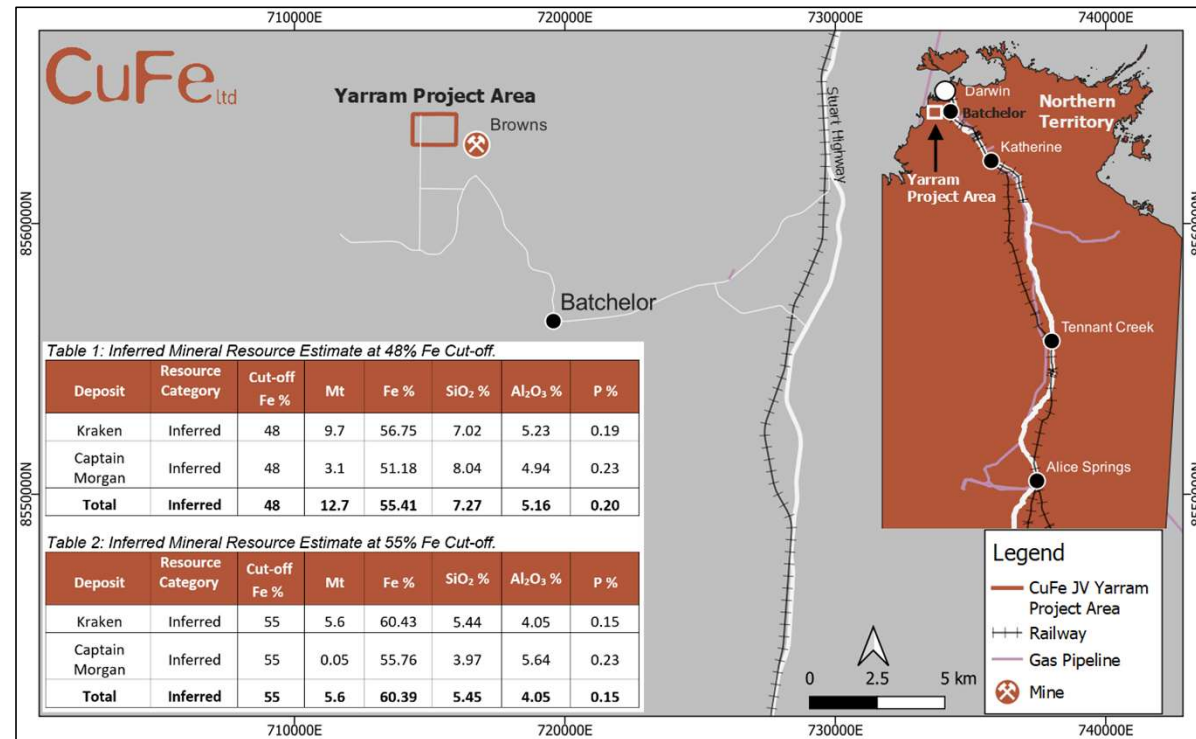 710000E 720000E 730000E 740000E
CuFe ltd
Yarram Project Area
Browns
Stuart Highway
Batchelor
8560000N
8550000N
Darwin
Batchelor
Northern
Territory
Katherine
Yarram
Project Area
Tennant Creek
Alice Springs
8560000N
8550000N
Table 1: Inferred Mineral Resource Estimate at 48% Fe Cut-off.
Deposit Resource Category Cut-off Fe % Mt Fe % SiO₂ % Al₂O₃ % P %
Kraken Inferred 48 9.7 56.75 7.02 5.23 0.19
Captain Morgan Inferred 48 3.1 51.18 8.04 4.94 0.23
Total Inferred 48 12.7 55.41 7.27 5.16 0.20
Table 2: Inferred Mineral Resource Estimate at 55% Fe Cut-off.
Deposit Resource Category Cut-off Fe % Mt Fe % SiO₂ % Al₂O₃ % P %
Kraken Inferred 55 5.6 60.43 5.44 4.05 0.15
Captain Morgan Inferred 55 0.05 55.76 3.97 5.64 0.23
Total Inferred 55 5.6 60.39 5.45 4.05 0.15
Legend
CuFe JV Yarram
Project Area
Railway
Gas Pipeline
Mine
0 2.5 5 km
710000E 720000E 730000E 740000E